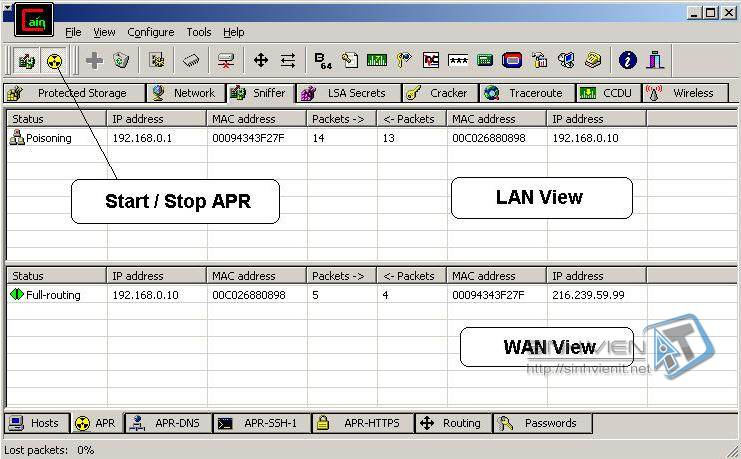 Cain
File View Configure Tools Help
B64 ***
Protected Storage Network Sniffer LSA Secrets Cracker Traceroute CCDU Wireless
Status IP address MAC address Packets -> <- Packets MAC address IP address
Poisoning 192.168.0.1 00094343F27F 14 13 00C026880898 192.168.0.10
Start / Stop APR
LAN View
Status IP address MAC address Packets -> <- Packets MAC address IP address
Full-routing 192.168.0.10 00C026880898 5 4 00094343F27F 216.239.59.99
WAN View
SINHVIEN IT
http://sinhvienit.net
Hosts APR APR-DNS APR-SSH-1 APR-HTTPS Routing Passwords
Lost packets: 0%